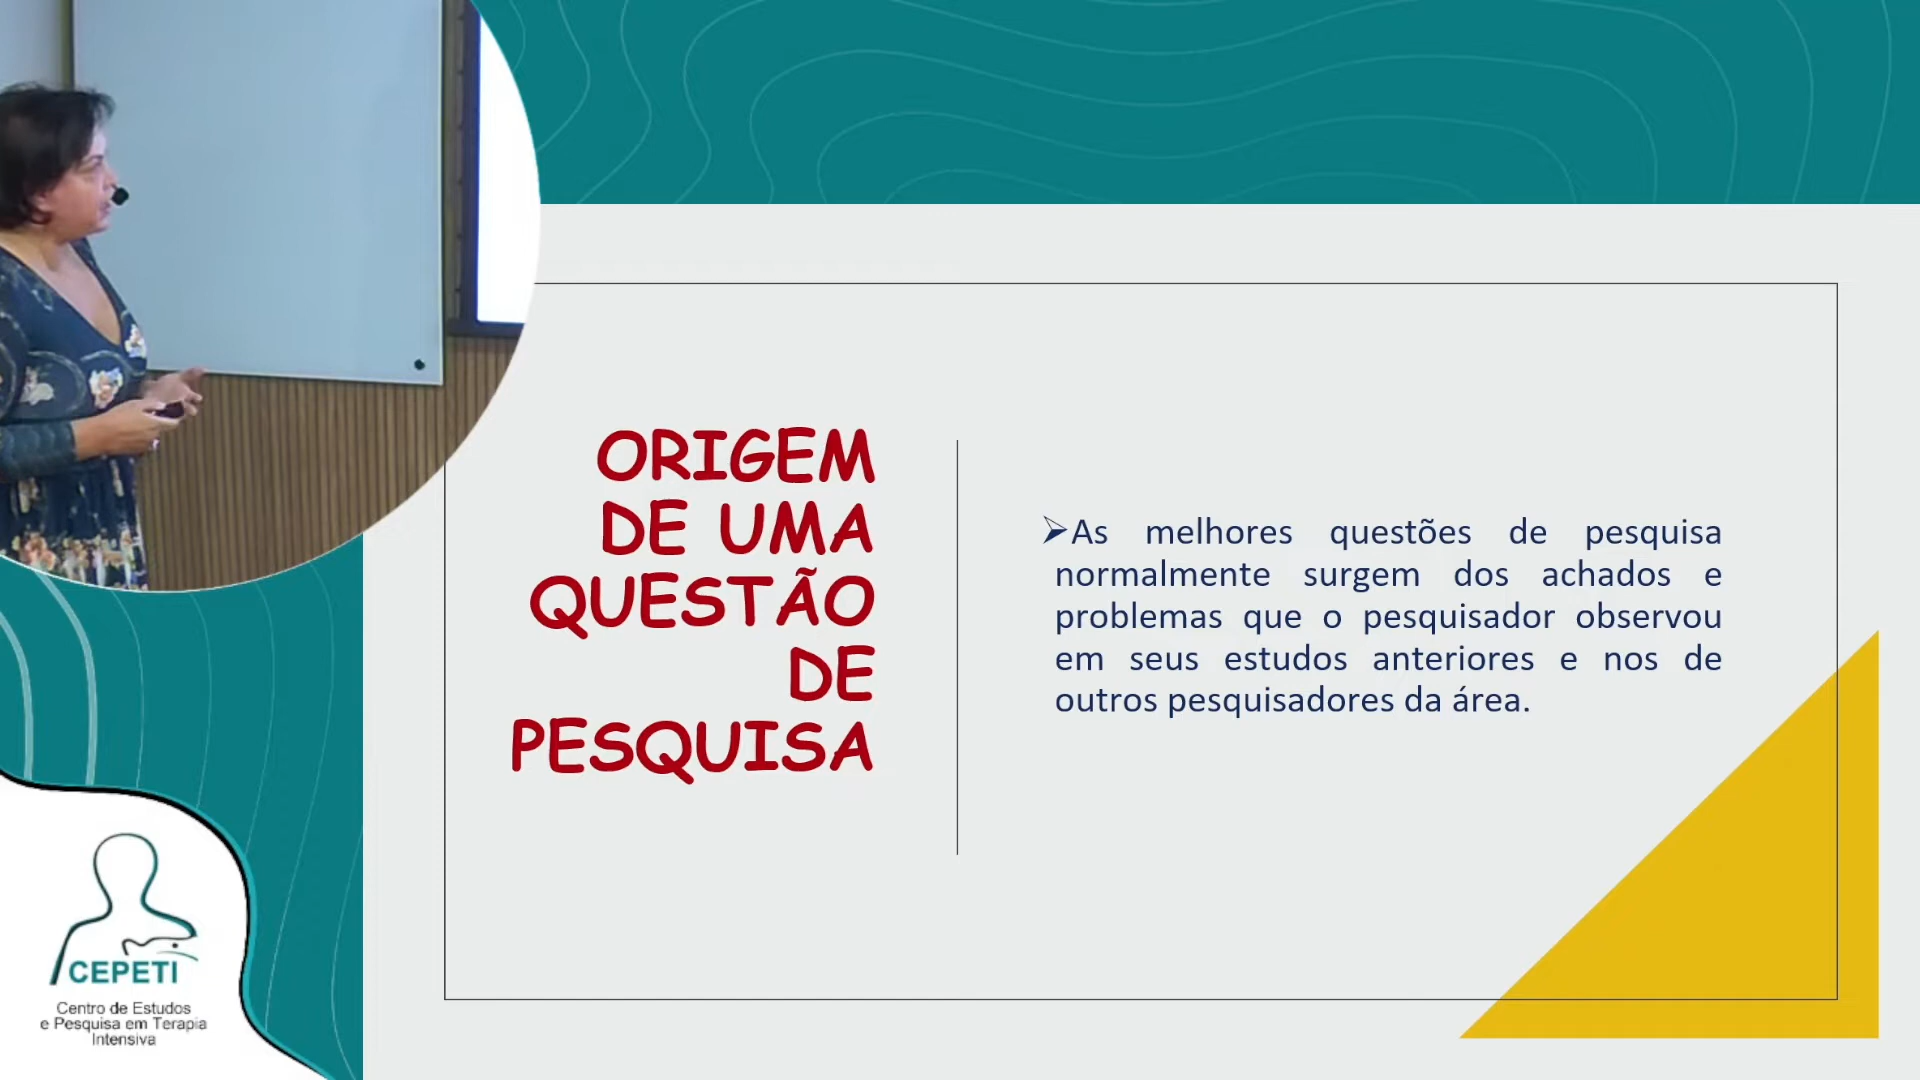 ORIGEM
DE UMA
QUESTÃO
DE
PESQUISA
➢As melhores questões de pesquisa
normalmente surgem dos achados e
problemas que o pesquisador observou
em seus estudos anteriores e nos de
outros pesquisadores da área.
CEPETI
Centro de Estudos
e Pesquisa em Terapia
Intensiva